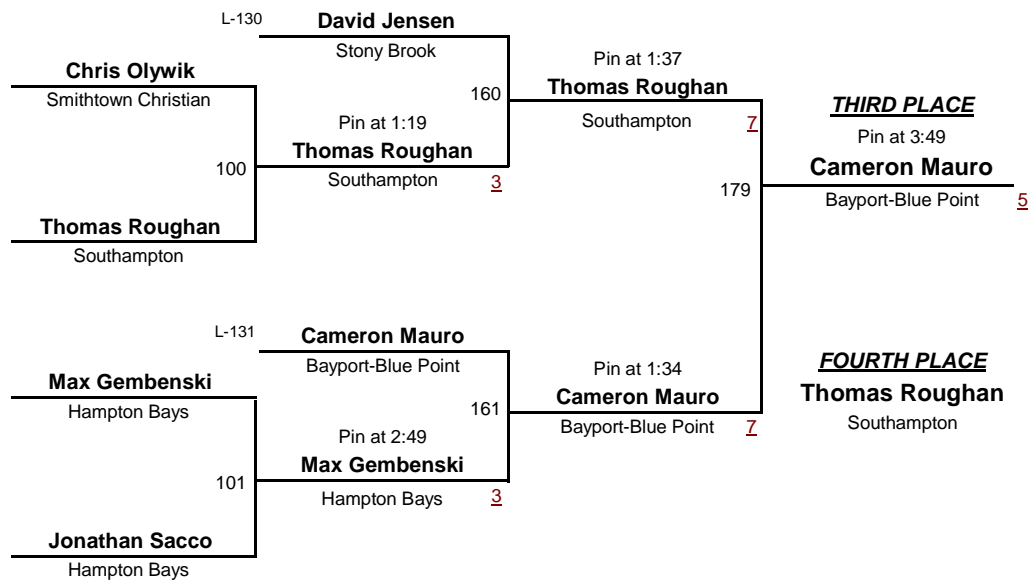 L-130
David Jensen
Stony Brook
Chris Olywik
Smithtown Christian
160
Pin at 1:37
Thomas Roughan
Southampton
7
THIRD PLACE
Pin at 3:49
Cameron Mauro
Bayport-Blue Point
5
Pin at 1:19
Thomas Roughan
Southampton
3
100
179
Thomas Roughan
Southampton
L-131
Cameron Mauro
Bayport-Blue Point
Max Gembenski
Hampton Bays
161
Pin at 1:34
Cameron Mauro
Bayport-Blue Point
7
FOURTH PLACE
Thomas Roughan
Southampton
Pin at 2:49
Max Gembenski
Hampton Bays
3
101
Jonathan Sacco
Hampton Bays